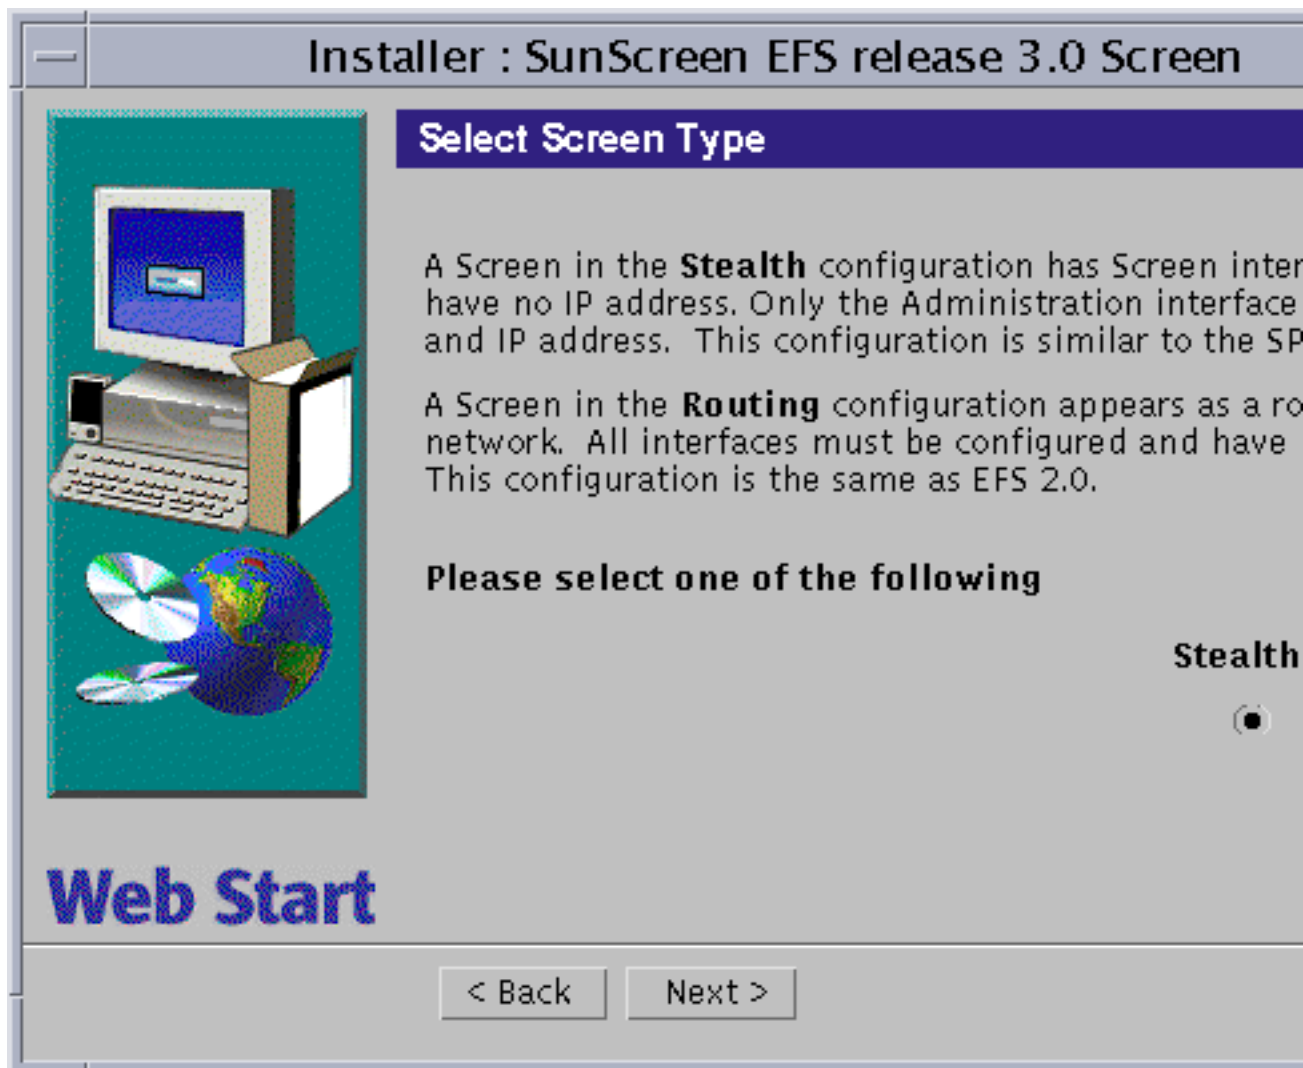 Installer : SunScreen EFS release 3.0 Screen
Select Screen Type
A Screen in the Stealth configuration has Screen inter
have no IP address. Only the Administration interface
and IP address.  This configuration is similar to the SP
A Screen in the Routing configuration appears as a ro
network.  All interfaces must be configured and have
This configuration is the same as EFS 2.0.
Please select one of the following
Stealth
Web Start
< Back
Next >